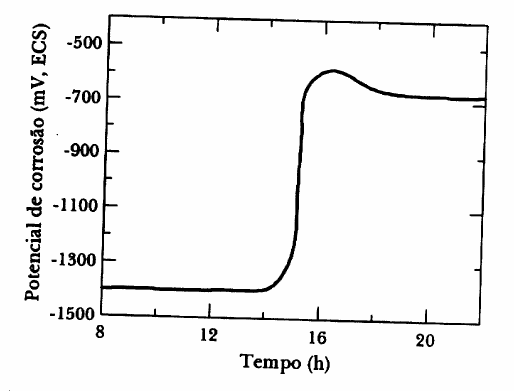 Potencial de corrosão (mV, ECS)
-500
-700
-900
-1100
-1300
-1500
8 12 16 20
Tempo (h)